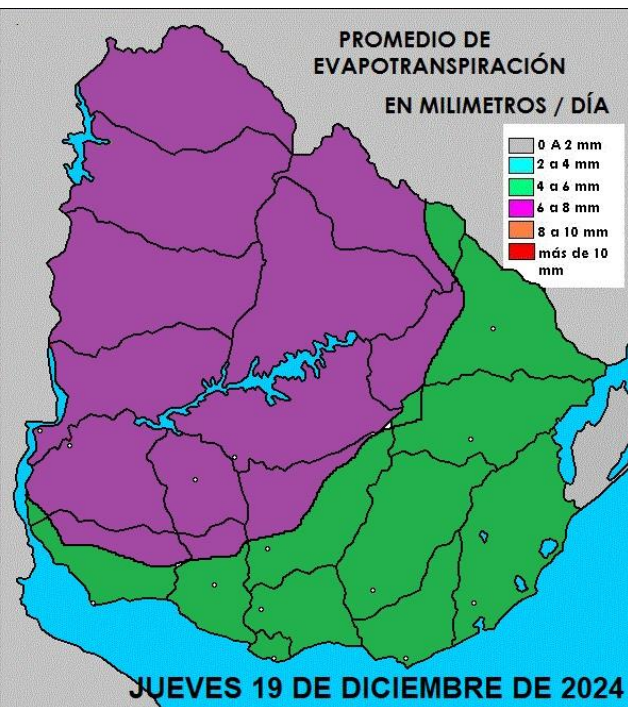 PROMEDIO DE
EVAPOTRANSPIRACIÓN
EN MILIMETROS / DÍA
0 A 2 mm
2 a 4 mm
4 a 6 mm
6 a 8 mm
8 a 10 mm
más de 10
mm
JUEVES 19 DE DICIEMBRE DE 2024